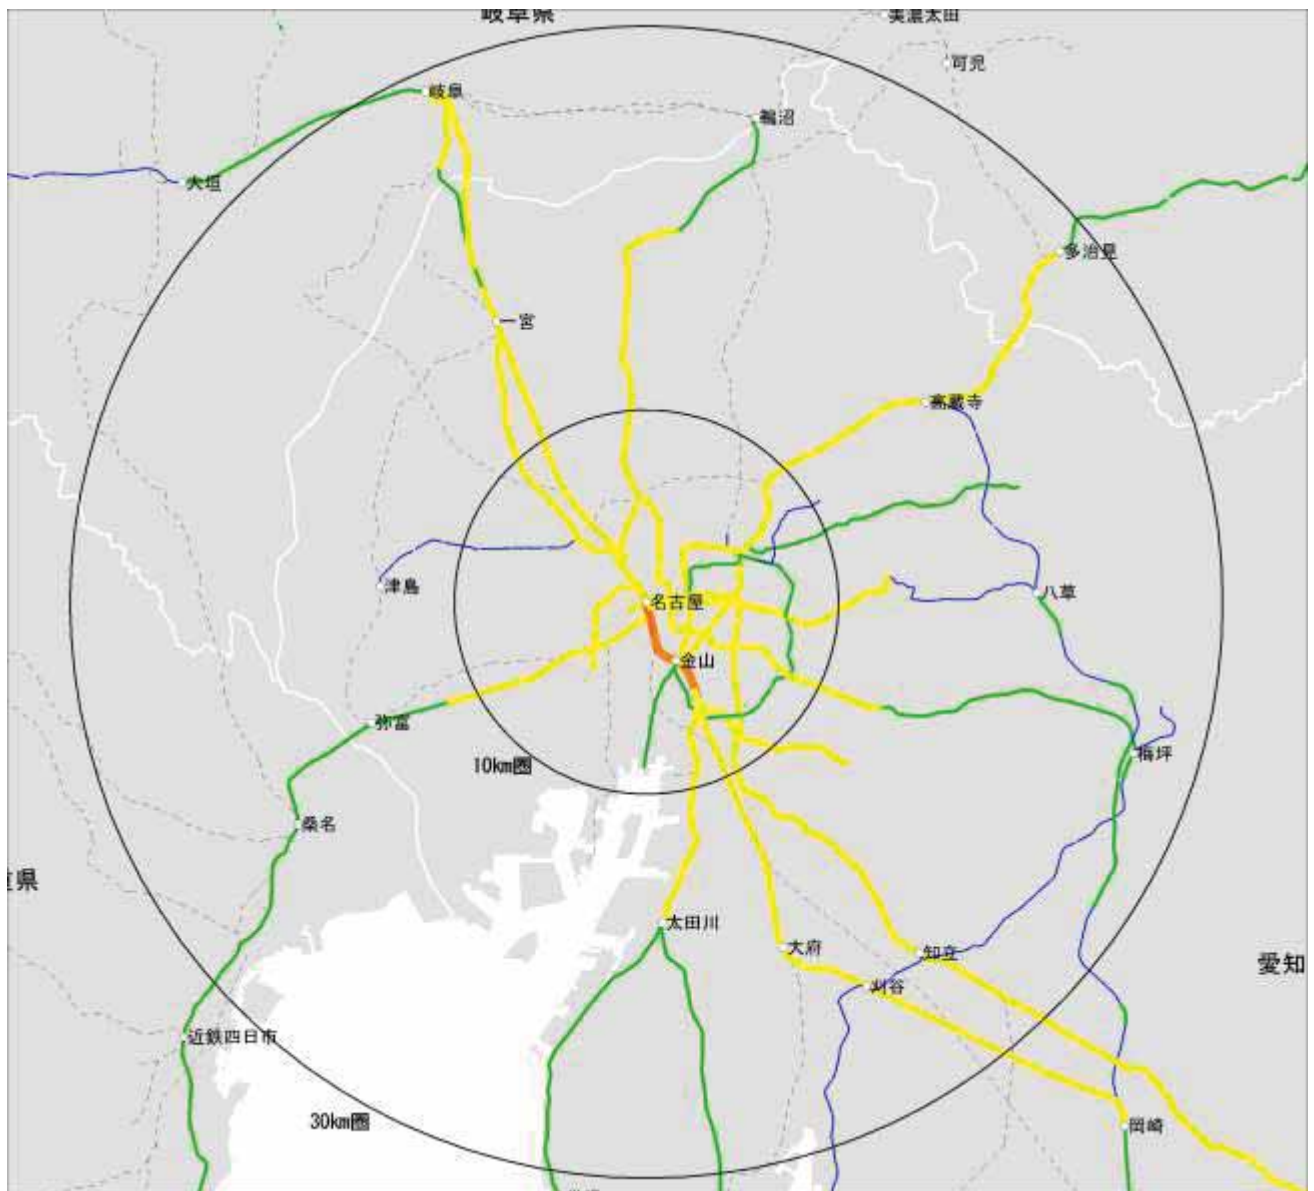 岐阜県
美濃太田
可児
岐阜
鵜沼
大垣
多治見
一宮
高蔵寺
津島
名古屋
八草
金山
弥富
梅坪
10km圏
桑名
県
太田川
大府
知立
愛知
刈谷
近鉄四日市
30km圏
岡崎